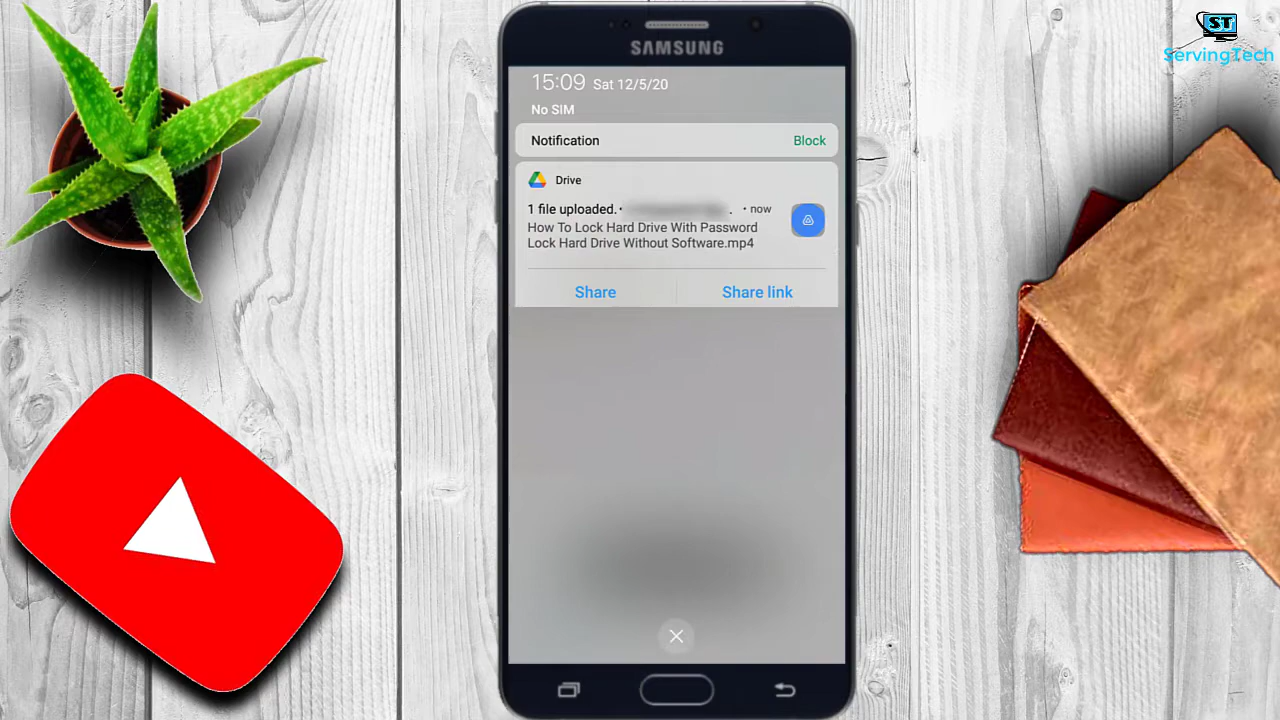 ST
ServingTech
SAMSUNG
15:09 Sat 12/5/20
No SIM
Notification Block
Drive
1 file uploaded. • . • now
How To Lock Hard Drive With Password
Lock Hard Drive Without Software.mp4
Share Share link